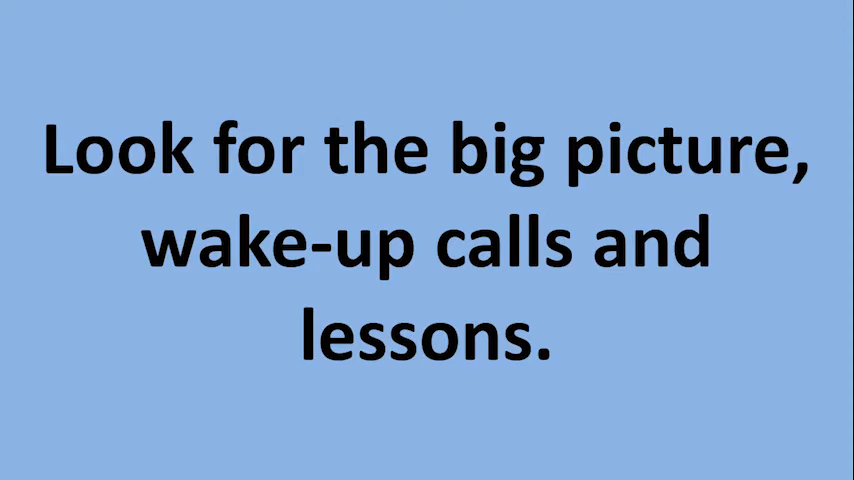 Look for the big picture,
wake-up calls and
lessons.